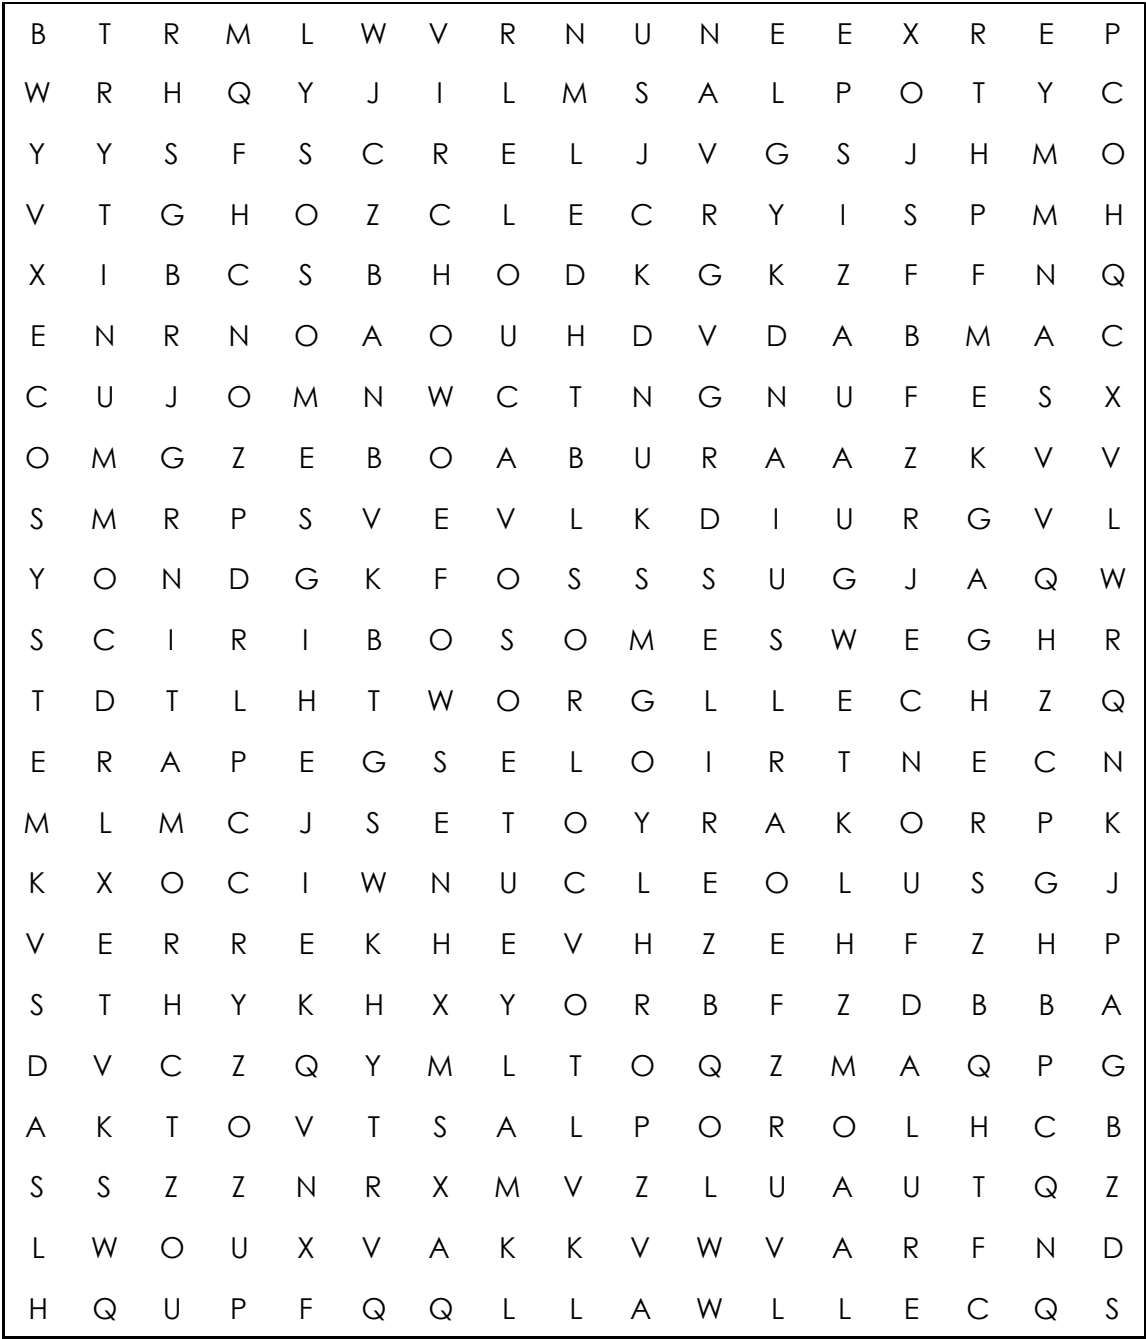 B T R M L W V R N U N E E X R E P
W R H Q Y J I L M S A L P O T Y C
Y Y S F S C R E L J V G S J H M O
V T G H O Z C L E C R Y I S P M H
X I B C S B H O D K G K Z F F N Q
E N R N O A O U H D V D A B M A C
C U J O M N W C T N G N U F E S X
O M G Z E B O A B U R A A Z K V V
S M R P S V E V L K D I U R G V L
Y O N D G K F O S S S U G J A Q W
S C I R I B O S O M E S W E G H R
T D T L H T W O R G L L E C H Z Q
E R A P E G S E L O I R T N E C N
M L M C J S E T O Y R A K O R P K
K X O C I W N U C L E O L U S G J
V E R R E K H E V H Z E H F Z H P
S T H Y K H X Y O R B F Z D B B A
D V C Z Q Y M L T O Q Z M A Q P G
A K T O V T S A L P O R O L H C B
S S Z Z N R X M V Z L U A U T Q Z
L W O U X V A K K V W V A R F N D
H Q U P F Q Q L L A W L L E C Q S